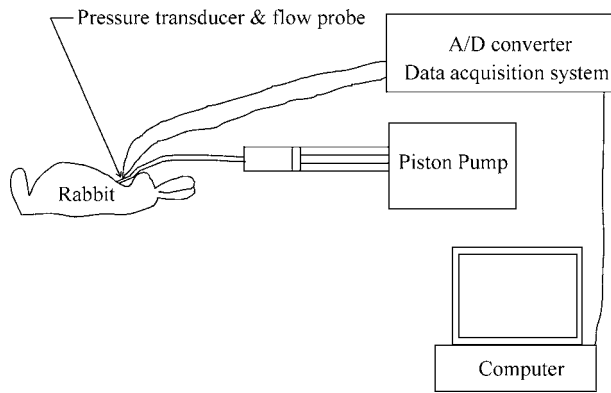 Pressure transducer & flow probe
A/D converter
Data acquisition system
Piston Pump
Rabbit
Computer